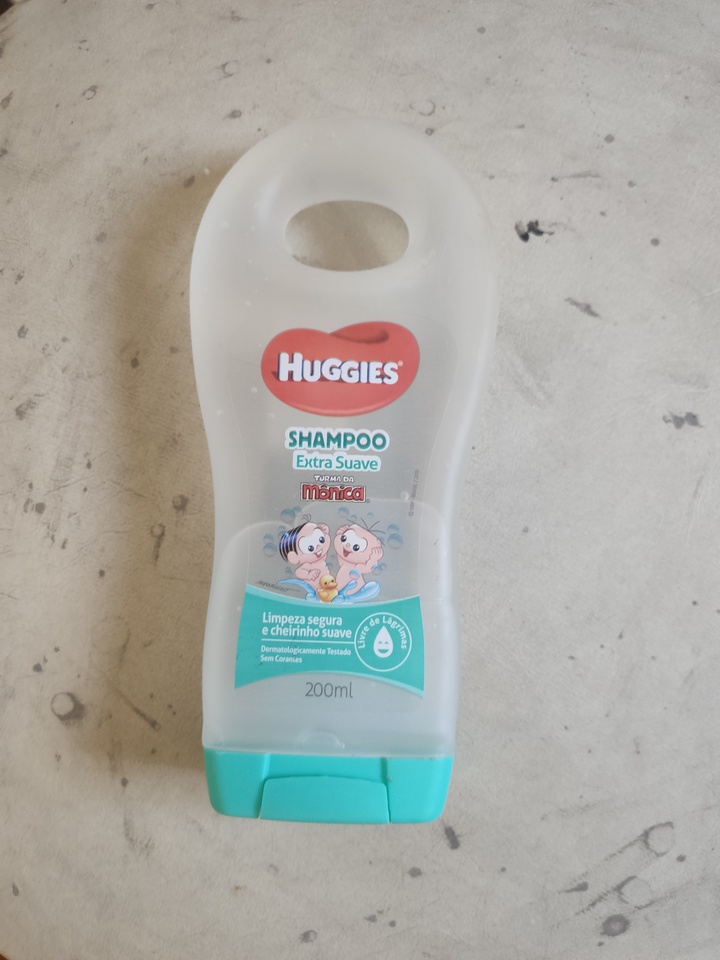 HUGGIES®
SHAMPOO
Extra Suave
TURMA DA
Mônica
Limpeza segura
e cheirinho suave
Livre de Lágrimas
Dermatologicamente Testado
Sem Corantes
200ml